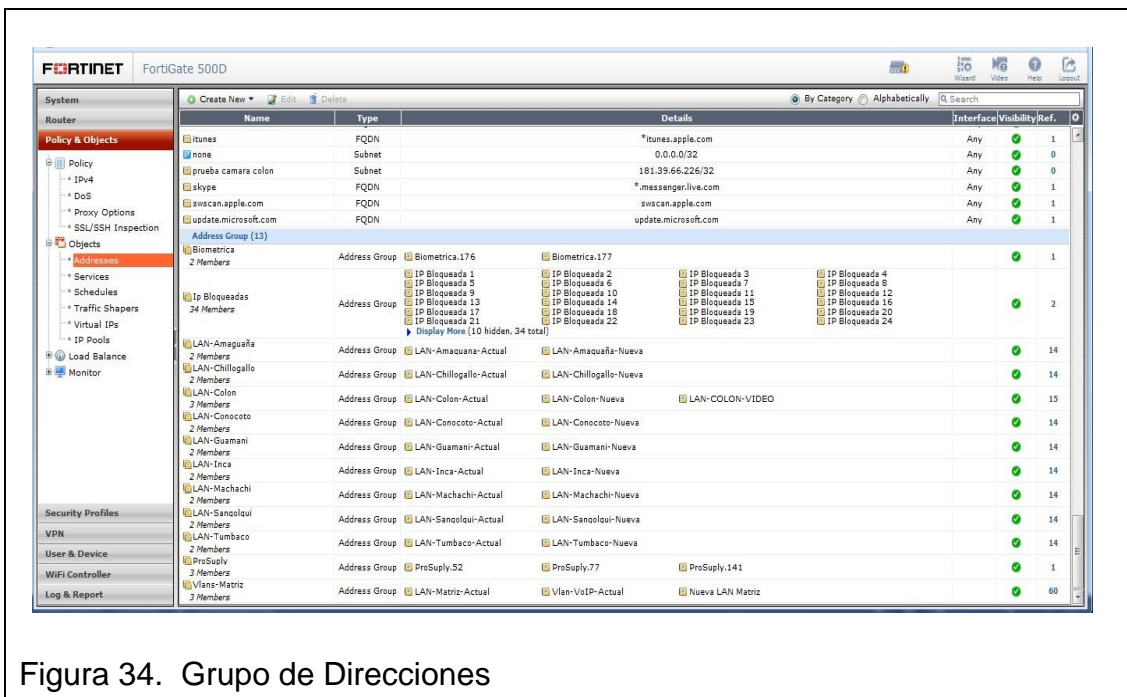 FORTINET FortiGate 500D
Wizard Video Help Logout
System
Router
Policy & Objects
Policy
IPv4
DoS
Proxy Options
SSL/SSH Inspection
Objects
Addresses
Services
Schedules
Traffic Shapers
Virtual IPs
IP Pools
Load Balance
Monitor
Security Profiles
VPN
User & Device
WiFi Controller
Log & Report
Create New Edit Delete By Category Alphabetically Search
Name Type Details Interface Visibility Ref.
itunes FQDN *itunes.apple.com Any 1
none Subnet 0.0.0.0/32 Any 0
prueba camara colon Subnet 181.39.66.226/32 Any 0
skype FQDN *.messenger.live.com Any 1
swscan.apple.com FQDN swscan.apple.com Any 1
update.microsoft.com FQDN update.microsoft.com Any 1
Address Group (13)
Biometrica
2 Members Address Group Biometrica.176 Biometrica.177 1
Ip Bloqueadas
34 Members Address Group 2
IP Bloqueada 1 IP Bloqueada 2 IP Bloqueada 3 IP Bloqueada 4
IP Bloqueada 5 IP Bloqueada 6 IP Bloqueada 7 IP Bloqueada 8
IP Bloqueada 9 IP Bloqueada 10 IP Bloqueada 11 IP Bloqueada 12
IP Bloqueada 13 IP Bloqueada 14 IP Bloqueada 15 IP Bloqueada 16
IP Bloqueada 17 IP Bloqueada 18 IP Bloqueada 19 IP Bloqueada 20
IP Bloqueada 21 IP Bloqueada 22 IP Bloqueada 23 IP Bloqueada 24
Display More (10 hidden, 34 total)
LAN-Amaguaña
2 Members Address Group LAN-Amaquana-Actual LAN-Amaquaña-Nueva 14
LAN-Chillogallo
2 Members Address Group LAN-Chillogallo-Actual LAN-Chillogallo-Nueva 14
LAN-Colon
3 Members Address Group LAN-Colon-Actual LAN-Colon-Nueva LAN-COLON-VIDEO 15
LAN-Conocoto
2 Members Address Group LAN-Conocoto-Actual LAN-Conocoto-Nueva 14
LAN-Guamani
2 Members Address Group LAN-Guamani-Actual LAN-Guamani-Nueva 14
LAN-Inca
2 Members Address Group LAN-Inca-Actual LAN-Inca-Nueva 14
LAN-Machachi
2 Members Address Group LAN-Machachi-Actual LAN-Machachi-Nueva 14
LAN-Sangolqui
2 Members Address Group LAN-Sangolqui-Actual LAN-Sangolqui-Nueva 14
LAN-Tumbaco
2 Members Address Group LAN-Tumbaco-Actual LAN-Tumbaco-Nueva 14
ProSuply
3 Members Address Group ProSuply.52 ProSuply.77 ProSuply.141 1
Vlans-Matriz
3 Members Address Group LAN-Matriz-Actual Vlan-VoIP-Actual Nueva LAN Matriz 60
Figura 34. Grupo de Direcciones